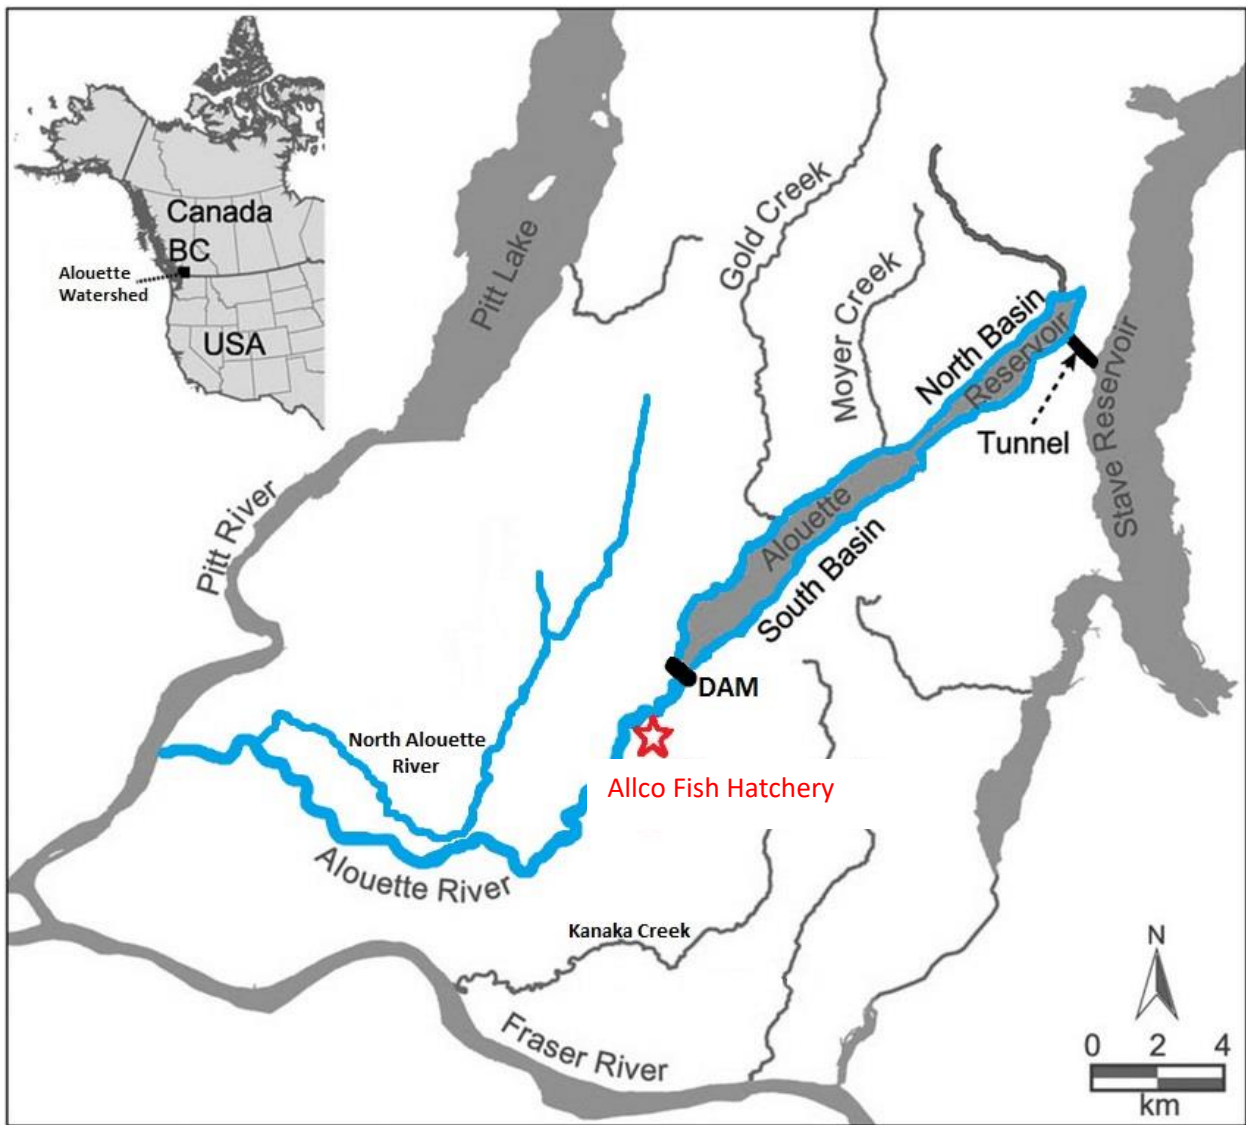 Canada
BC
Alouette
Watershed
USA
Pitt Lake
Gold Creek
Moyer Creek
North Basin
Reservoir
Tunnel
Stave Reservoir
Pitt River
Alouette
South Basin
DAM
North Alouette
River
Allco Fish Hatchery
Alouette River
Kanaka Creek
Fraser River
N
0 2 4
km